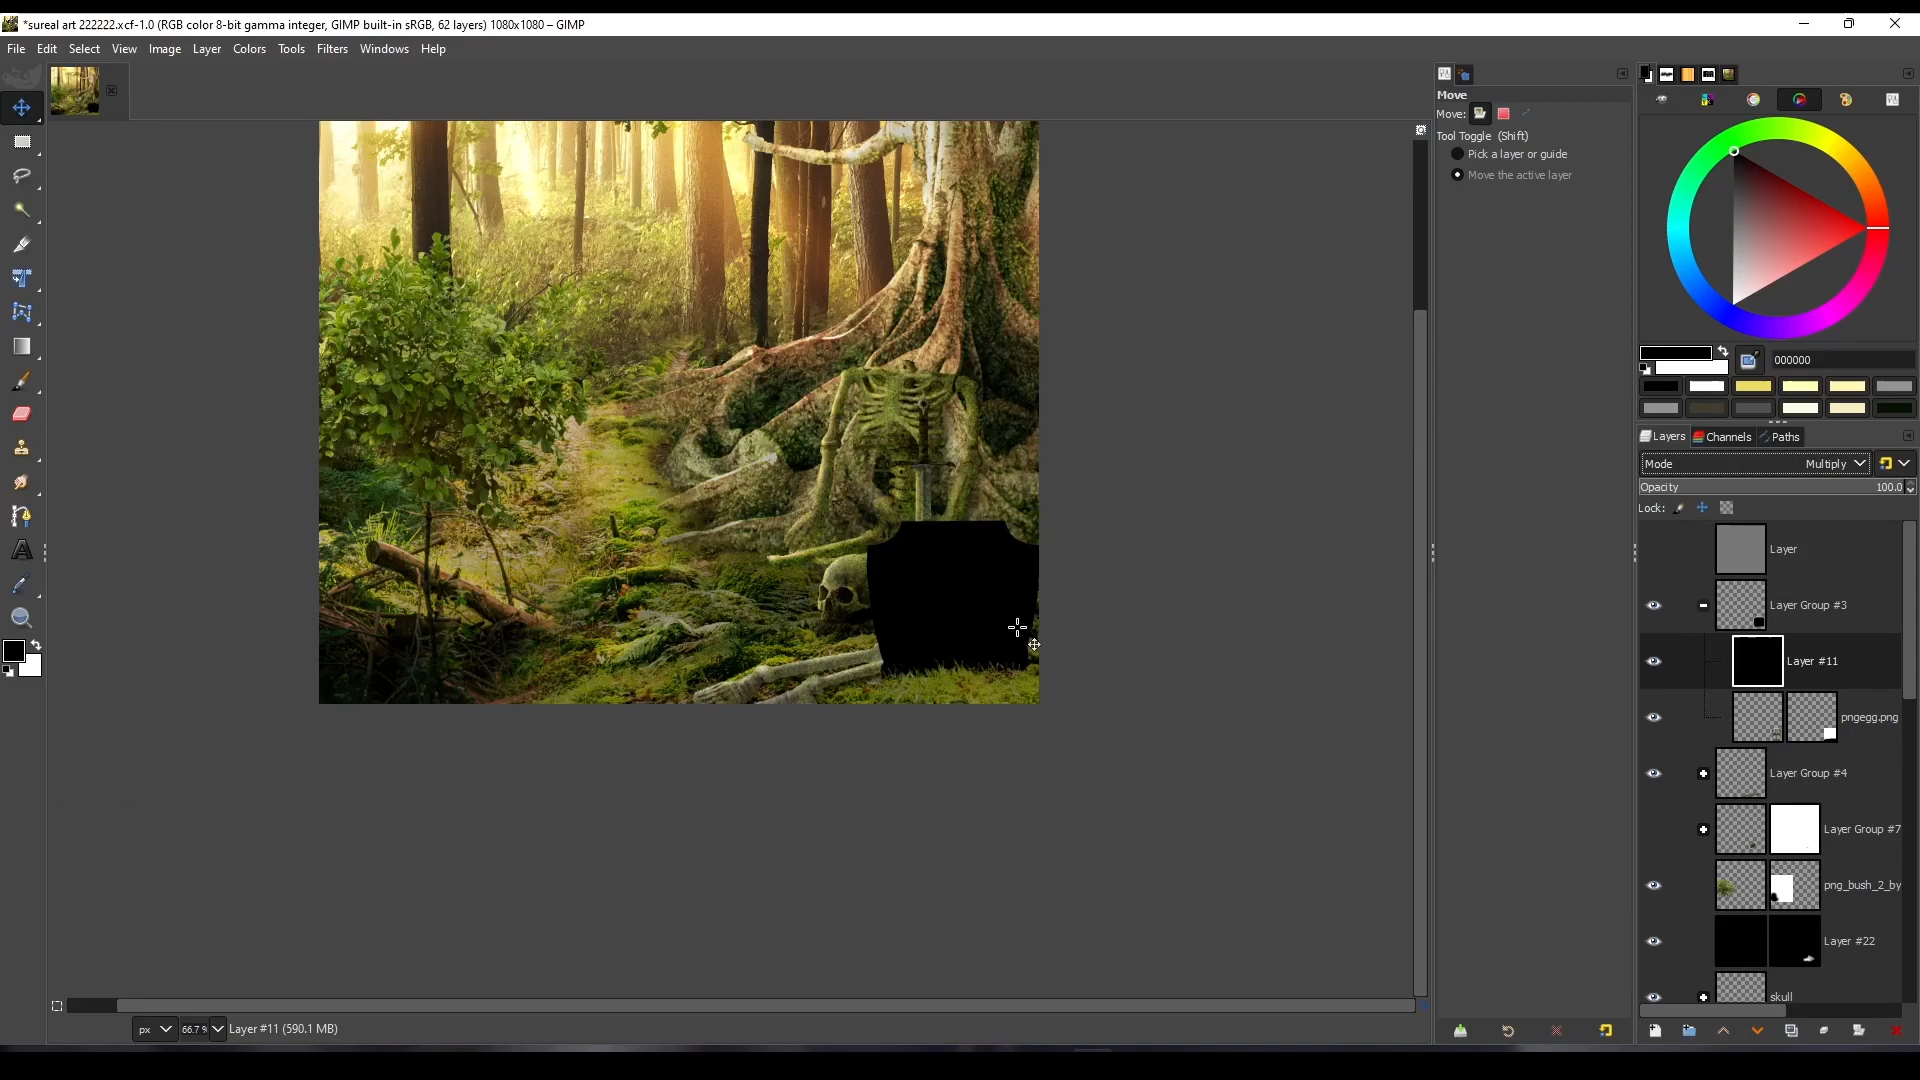 *sureal art 222222.xcf-1.0 (RGB color 8-bit gamma integer, GIMP built-in sRGB, 62 layers) 1080x1080 – GIMP
File Edit Select View Image Layer Colors Tools Filters Windows Help
Move
Move:
Tool Toggle (Shift)
Pick a layer or guide
Move the active layer
000000
Layers Channels Paths
Mode Multiply
Opacity 100.0
Lock:
Layer
Layer Group #3
Layer #11
pngegg.png
Layer Group #4
Layer Group #7
png_bush_2_by
Layer #22
skull
px 66.7 % Layer #11 (590.1 MB)